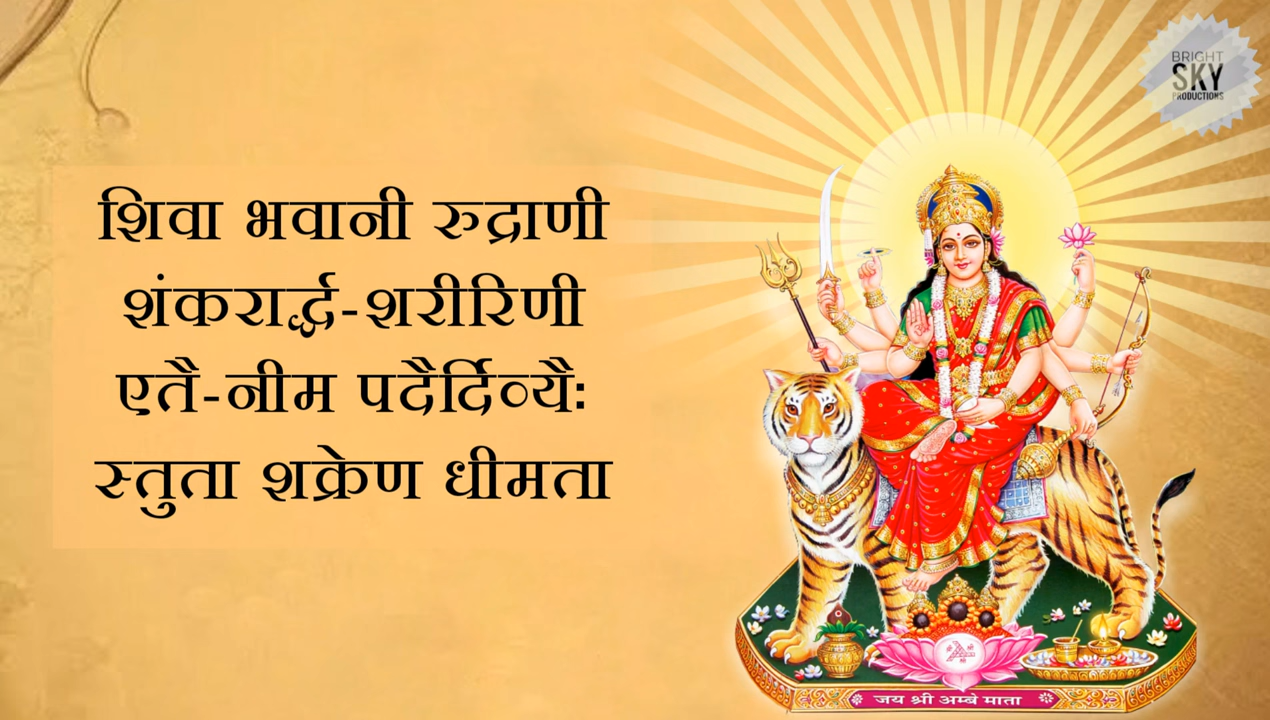 शिवा भवानी रुद्राणी
शंकरार्द्ध-शरीरिणी
एतै-नीम पदैर्दिव्यैः
स्तुता शक्रेण धीमता
BRIGHT
SKY
PRODUCTIONS
जय श्री अम्बे माता